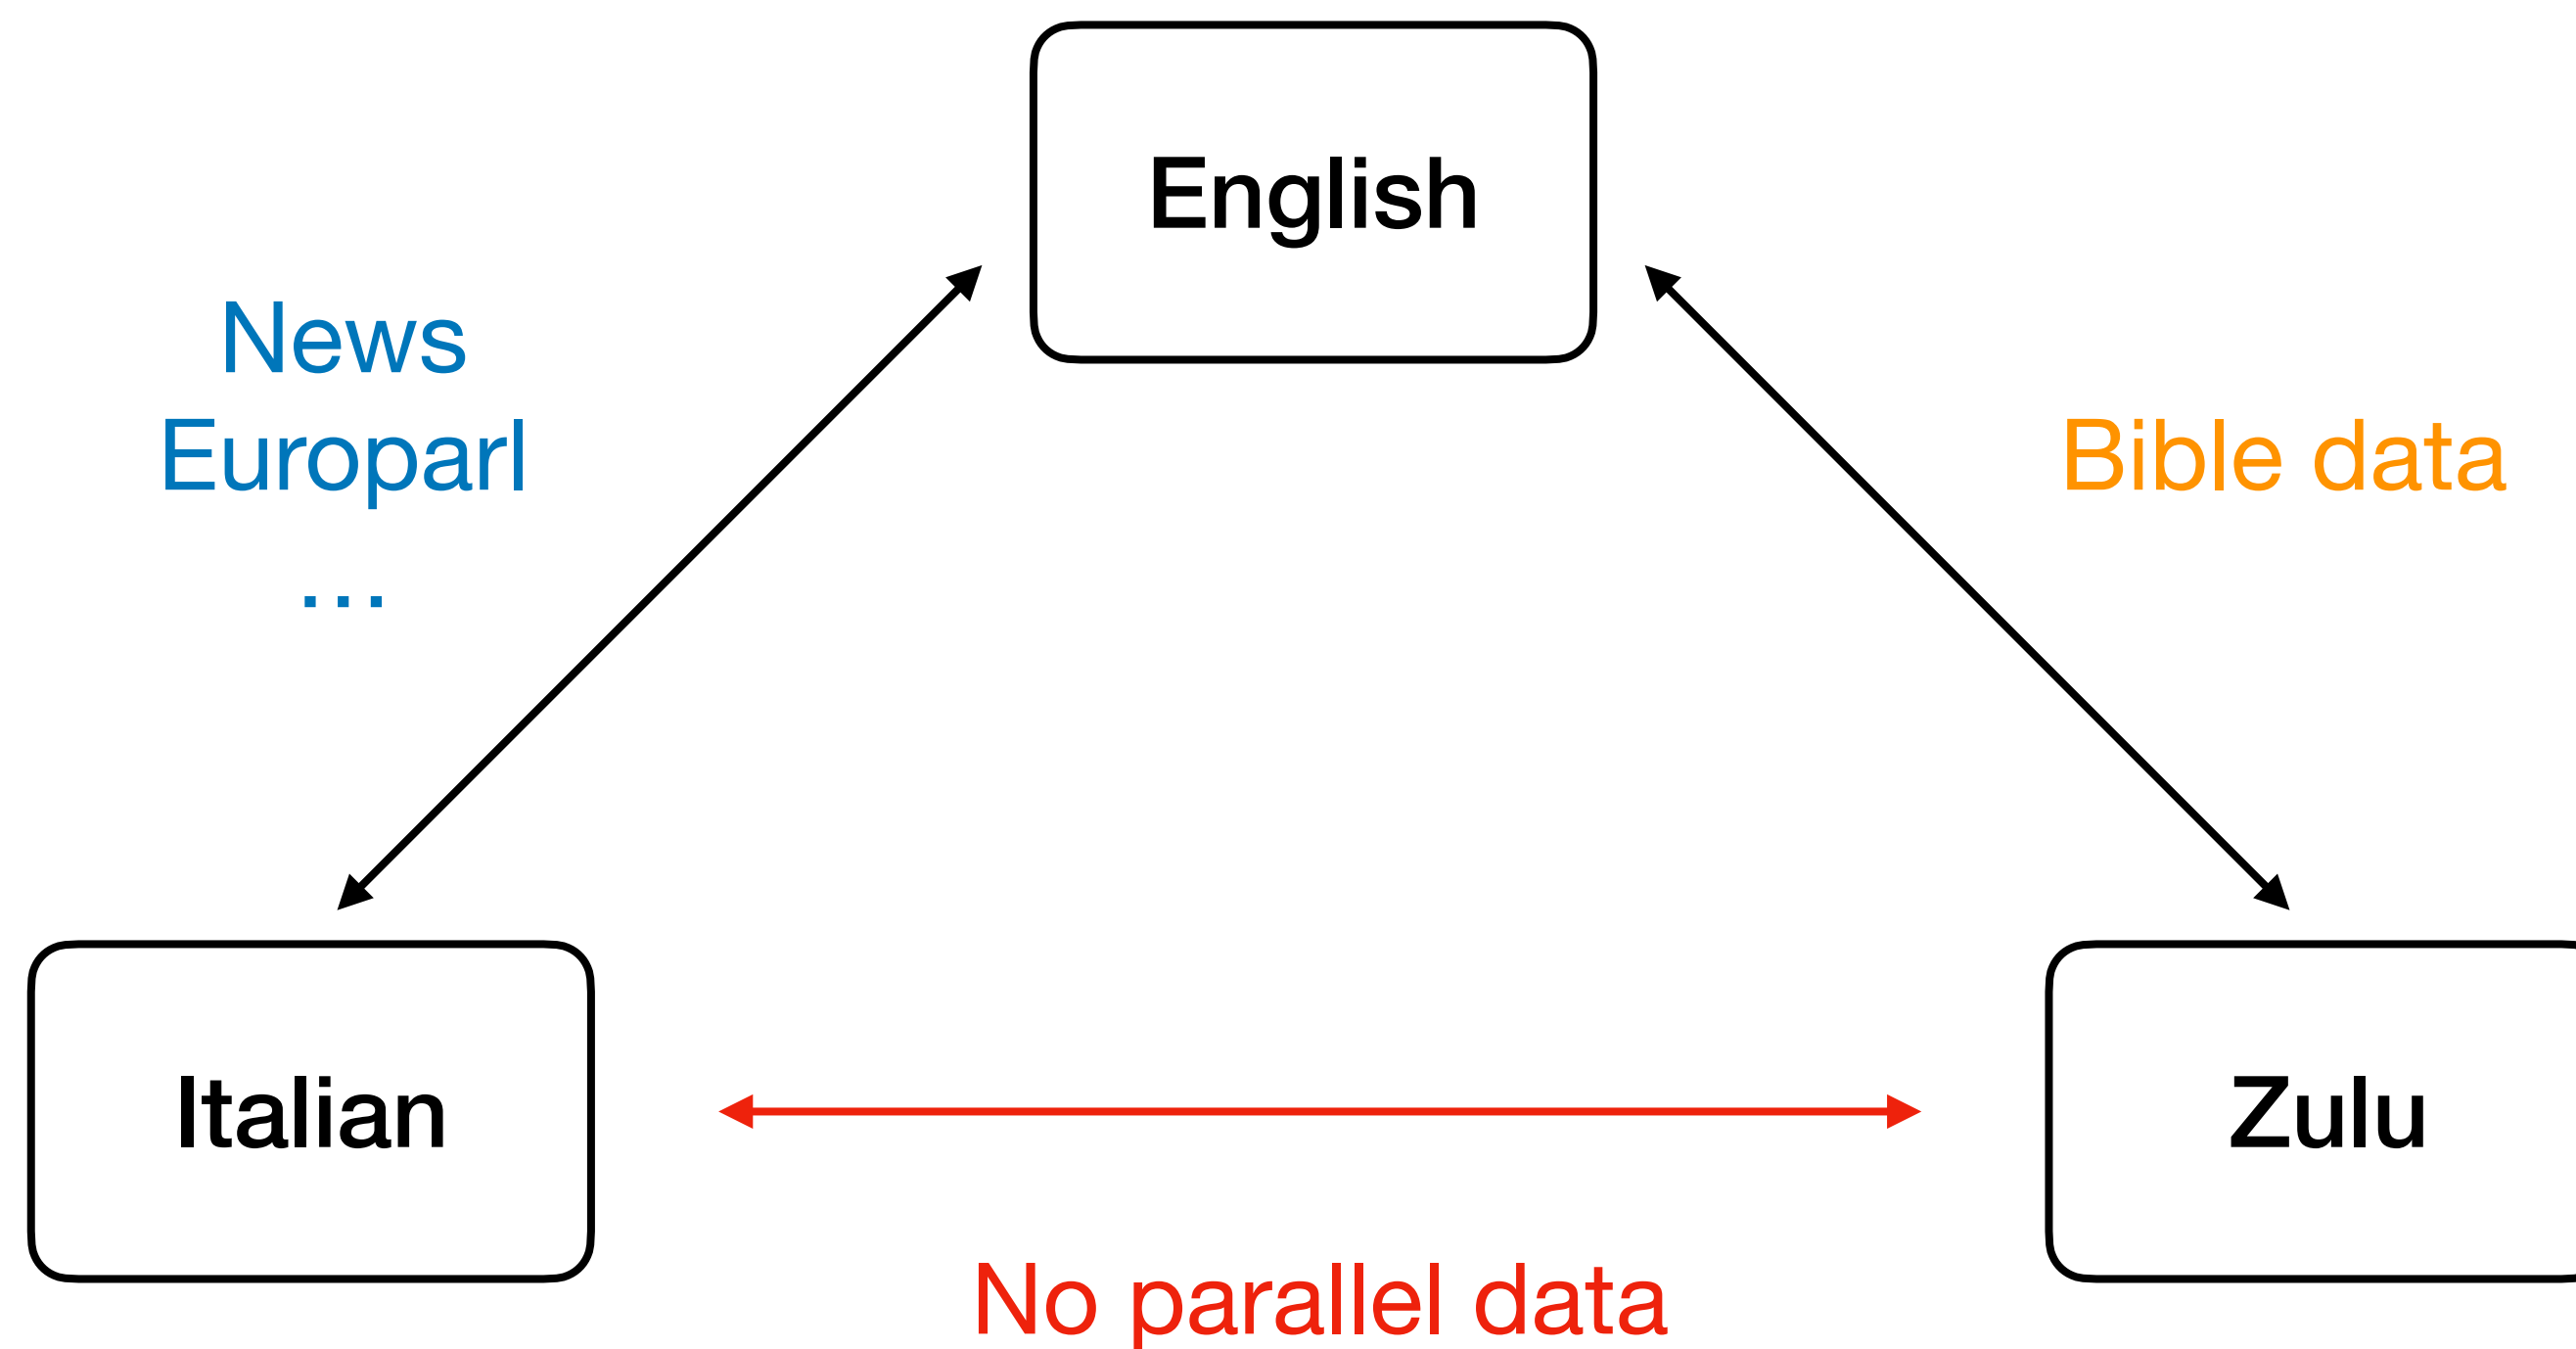 English
News
Europarl
...
Bible data
Italian
Zulu
No parallel data